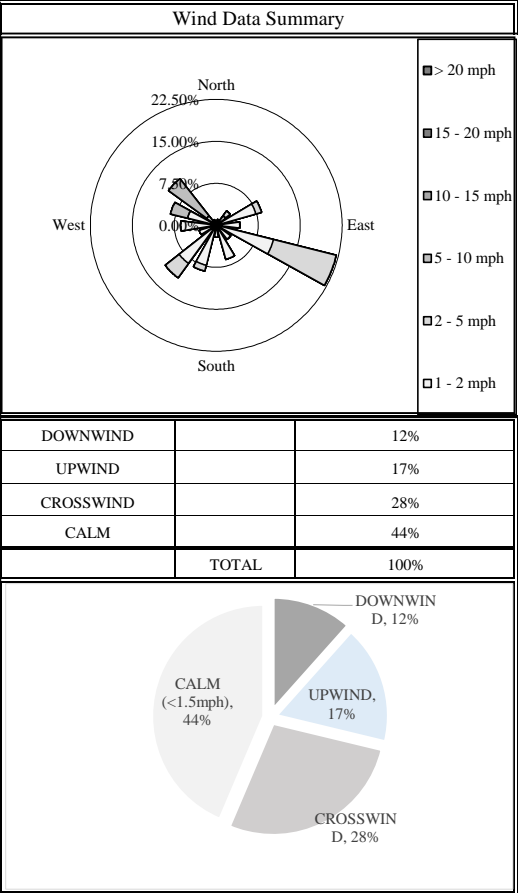 Wind Data Summary
North
22.50%
15.00%
7.50%
0.00%
West
East
South
> 20 mph
15 - 20 mph
10 - 15 mph
5 - 10 mph
2 - 5 mph
1 - 2 mph
DOWNWIND 12%
UPWIND 17%
CROSSWIND 28%
CALM 44%
TOTAL 100%
DOWNWIN
D, 12%
UPWIND,
17%
CROSSWIN
D, 28%
CALM
(<1.5mph),
44%